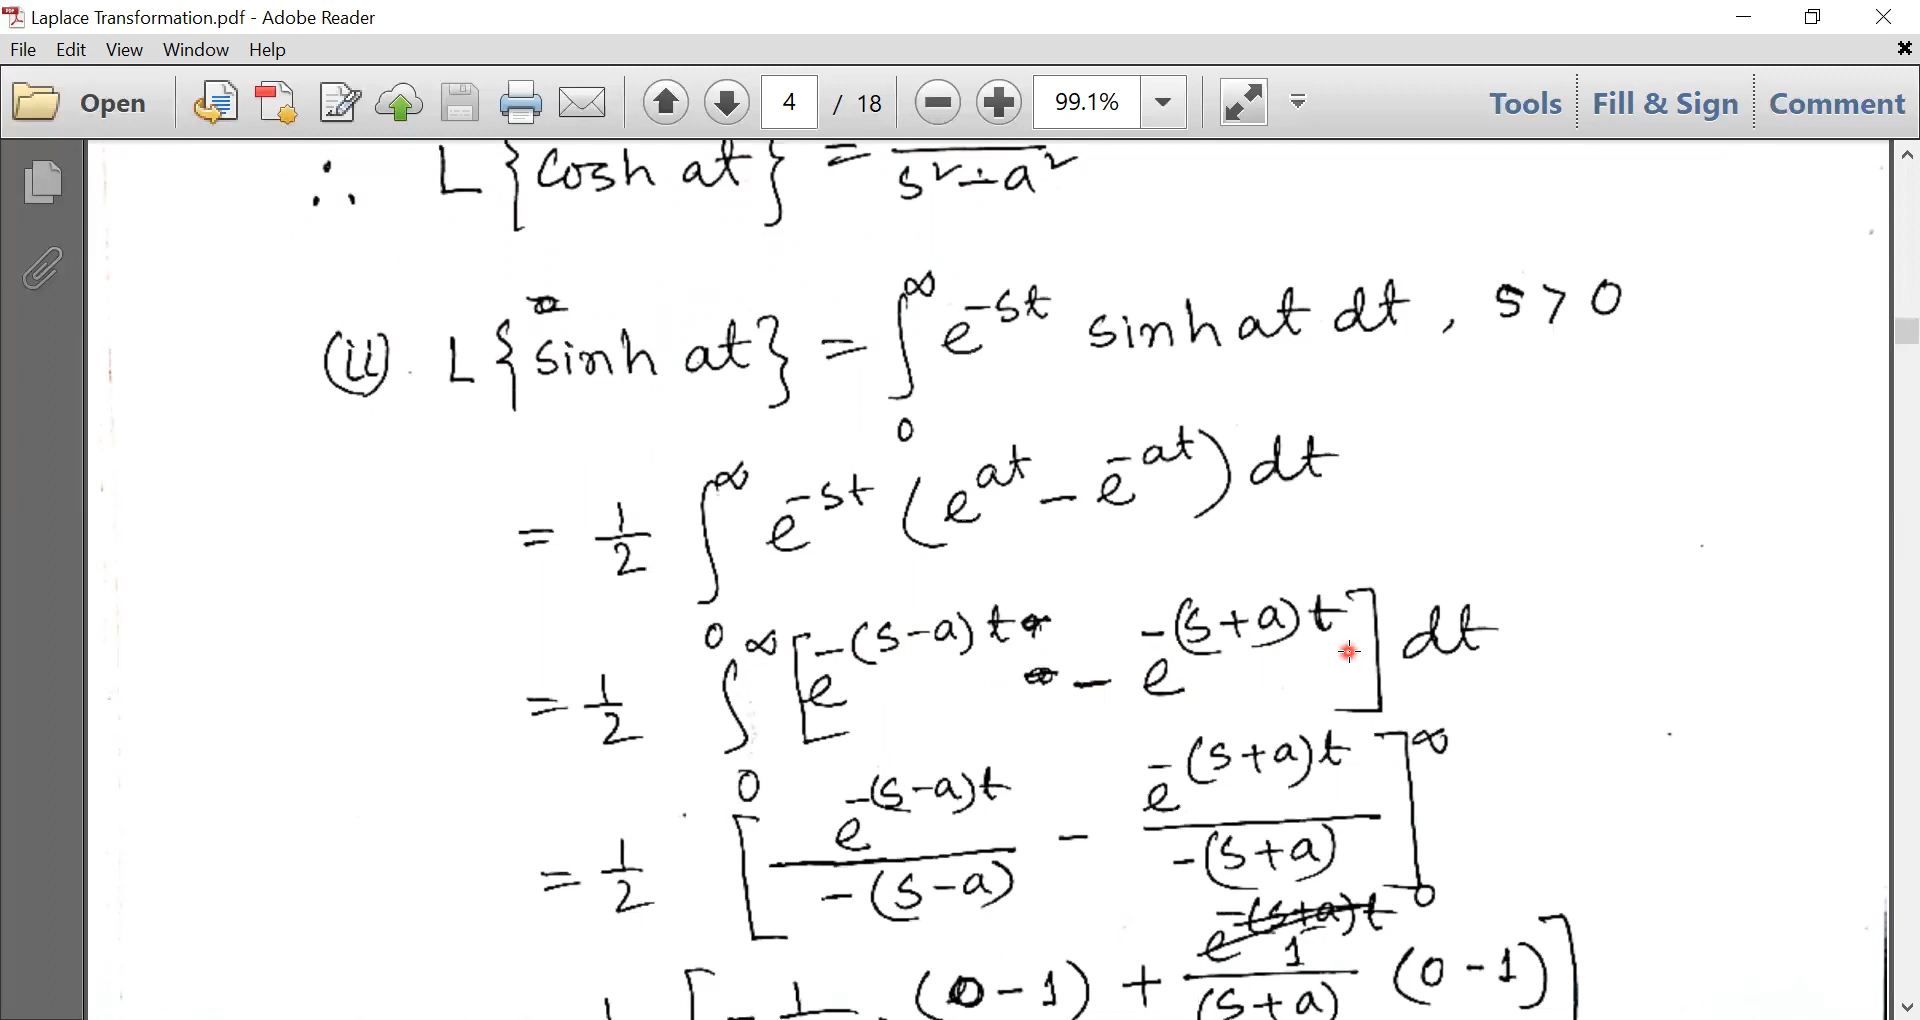 Laplace Transformation.pdf - Adobe Reader
File Edit View Window Help
Open 4 / 18 99.1% Tools Fill & Sign Comment
∴ L{cosh at} = / s² - a²
(ii) L{sinh at} = ∫₀^∞ e^{-st} sinh at dt, s > 0
= 1/2 ∫₀^∞ e^{-st} (e^{at} - e^{-at}) dt
= 1/2 ∫₀^∞ [e^{-(s-a)t} - e^{-(s+a)t}] dt
= 1/2 [e^{-(s-a)t} / -(s-a) - e^{-(s+a)t} / -(s+a)]₀^∞
[- 1 (0-1) + 1/(s+a) (0-1)]